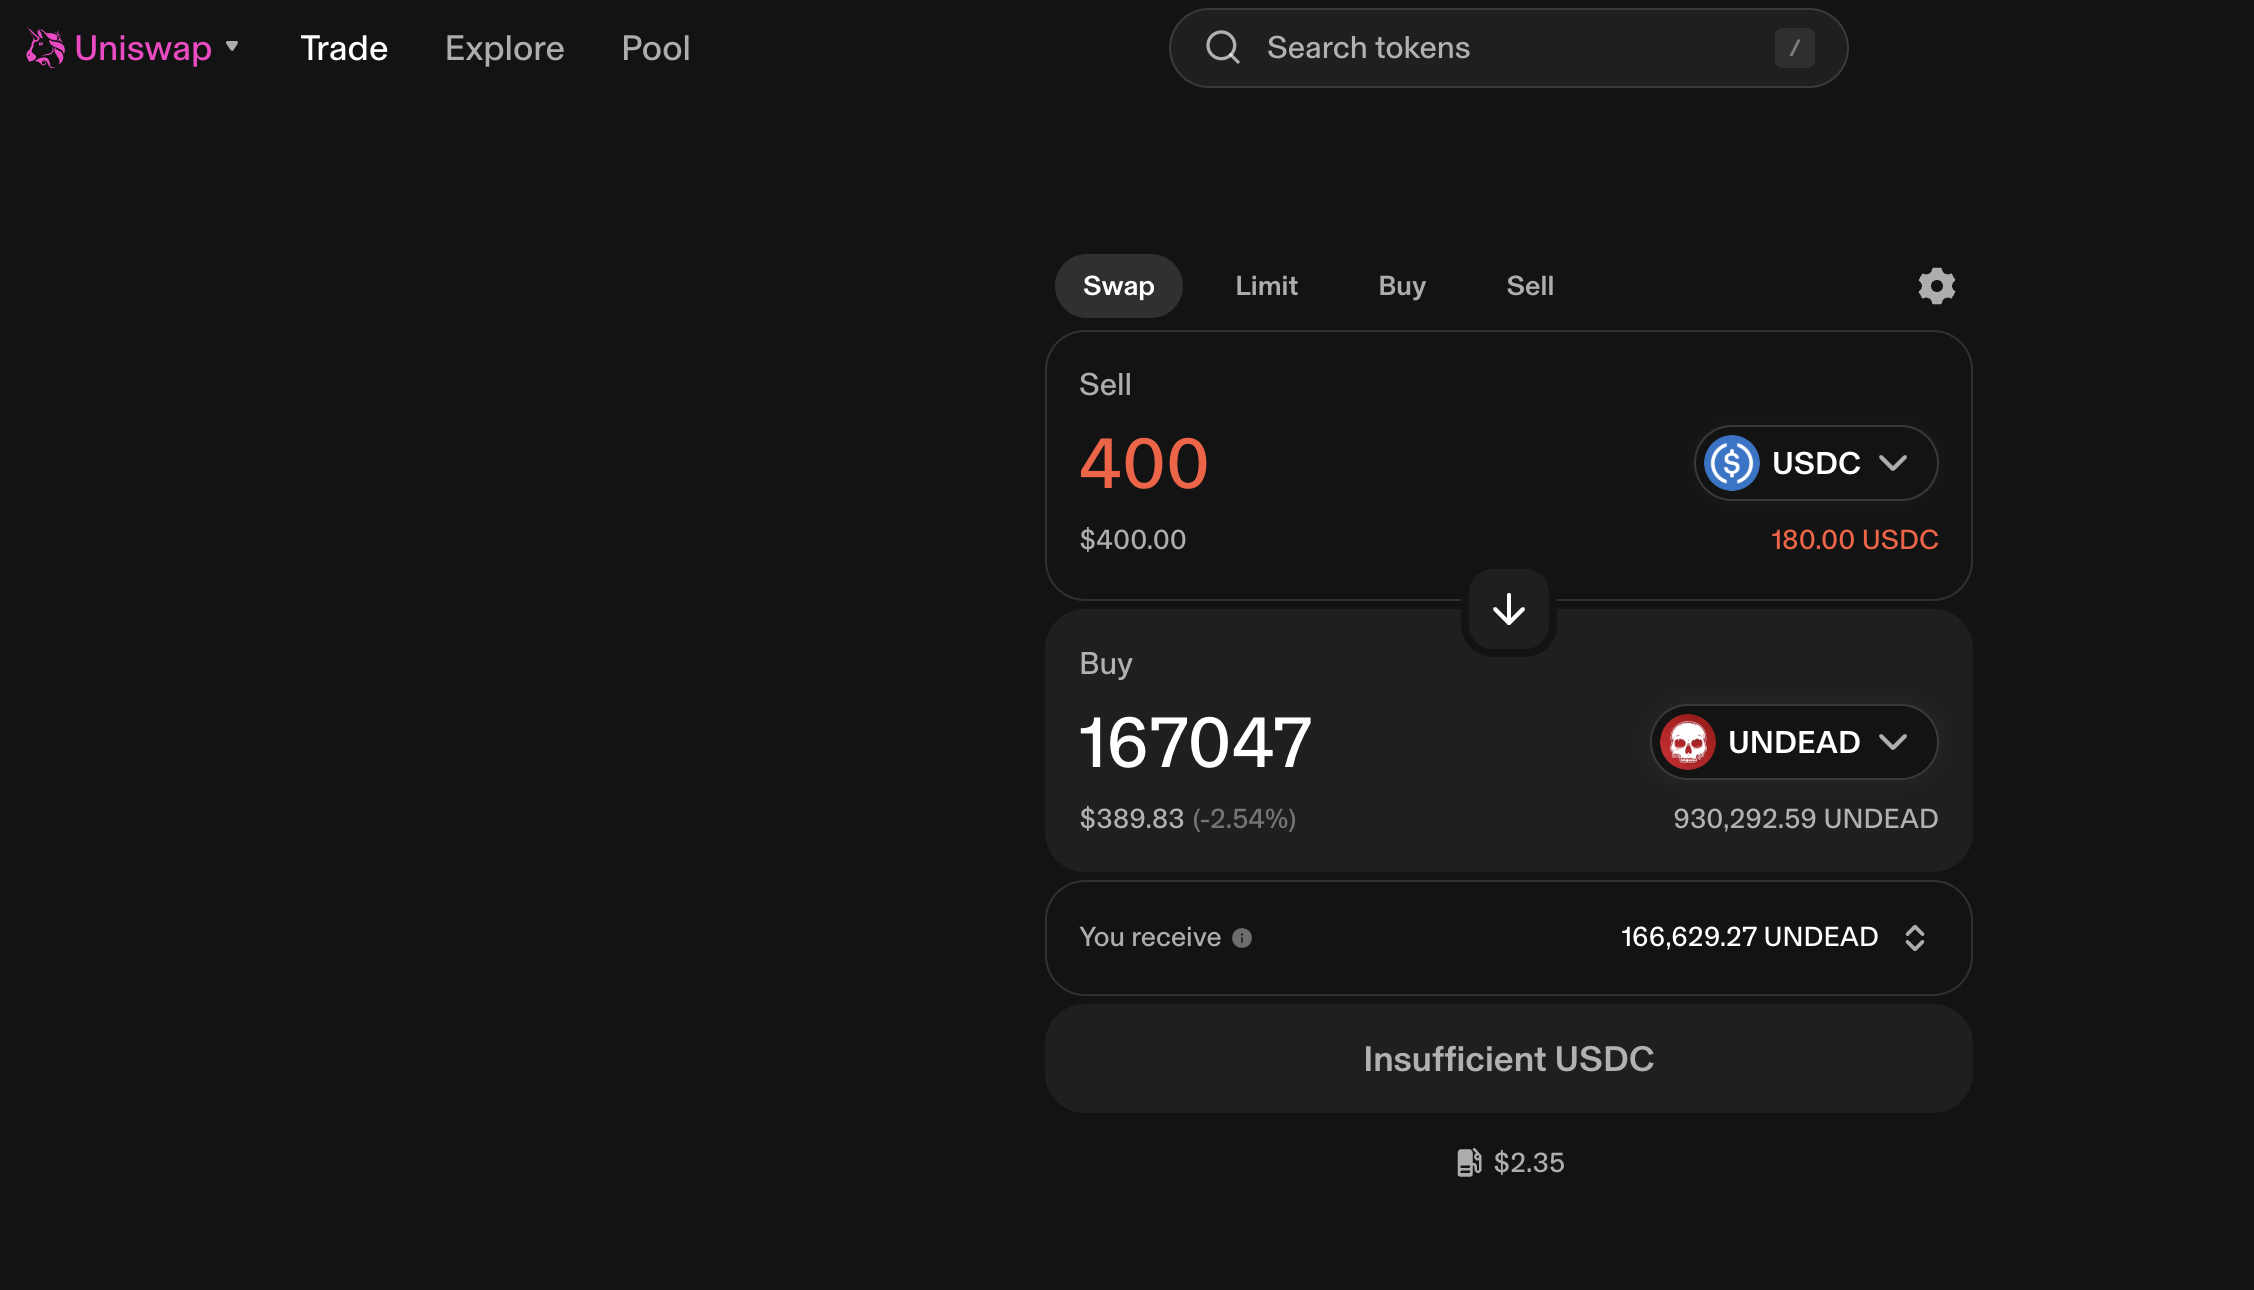 Uniswap Trade Explore Pool Search tokens /
Swap Limit Buy Sell
Sell
400 USDC
$400.00 180.00 USDC
Buy
167047 UNDEAD
$389.83 (-2.54%) 930,292.59 UNDEAD
You receive 166,629.27 UNDEAD
Insufficient USDC
$2.35